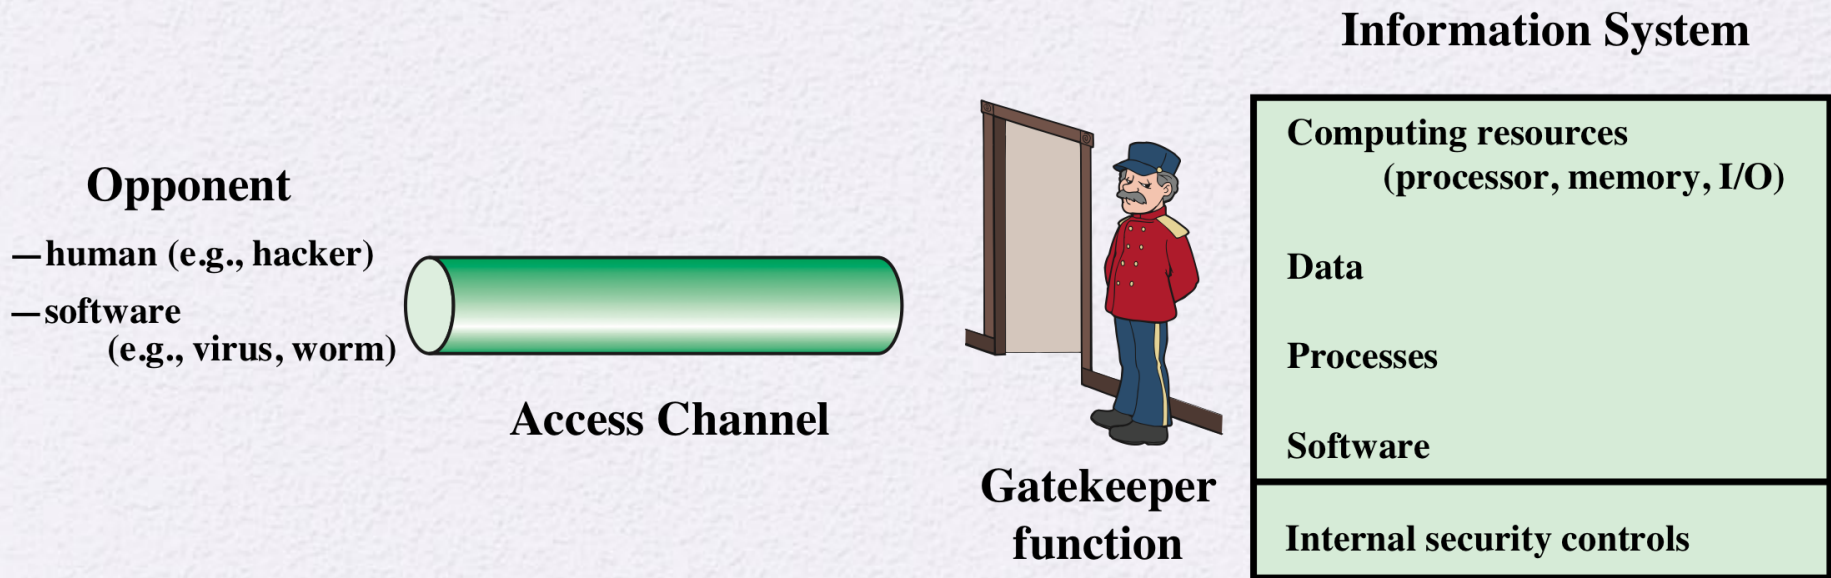 Information System
Opponent
—human (e.g., hacker)
—software
(e.g., virus, worm)
Access Channel
Gatekeeper
function
Computing resources
(processor, memory, I/O)
Data
Processes
Software
Internal security controls